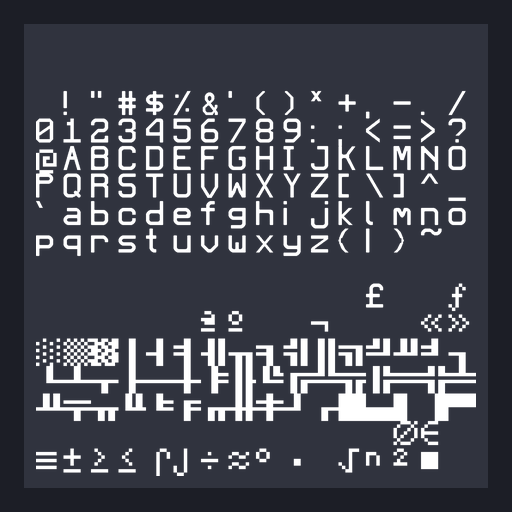 ! " # $ % & ' ( ) * + , - . /
0 1 2 3 4 5 6 7 8 9 : ; < = > ?
@ A B C D E F G H I J K L M N O
P Q R S T U V W X Y Z [ \ ] ^ _
` a b c d e f g h i j k l m n o
p q r s t u v w x y z ( | ) ~
£ ƒ
ª º ¬ « »
░▒▓│┤╡╢╖╕╣║╗╝╜╛┐
└┴┬├─┼╞╟╚╔╩╦╠═╬╧
╨╤╥╙╘╒╓╫╪┘┌█▄▌▐▀
∅ ∈
≡ ± ≥ ≤ ⌠ ⌡ ÷ ≈ ° · √ ⁿ ² ■